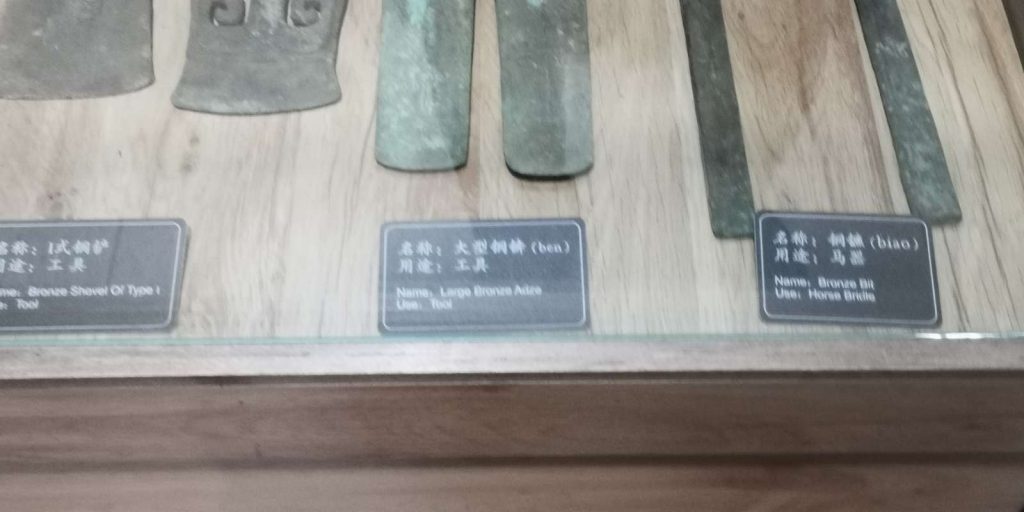 名称：I式铜铲
用途：工具
Name：Bronze Shovel Of Type I
Use：Tool
名称：大型铜锛（ben）
用途：工具
Name：Large Bronze Adze
Use：Tool
名称：铜镳（biao）
用途：马器
Name：Bronze Bit
Use：Horse Bridle